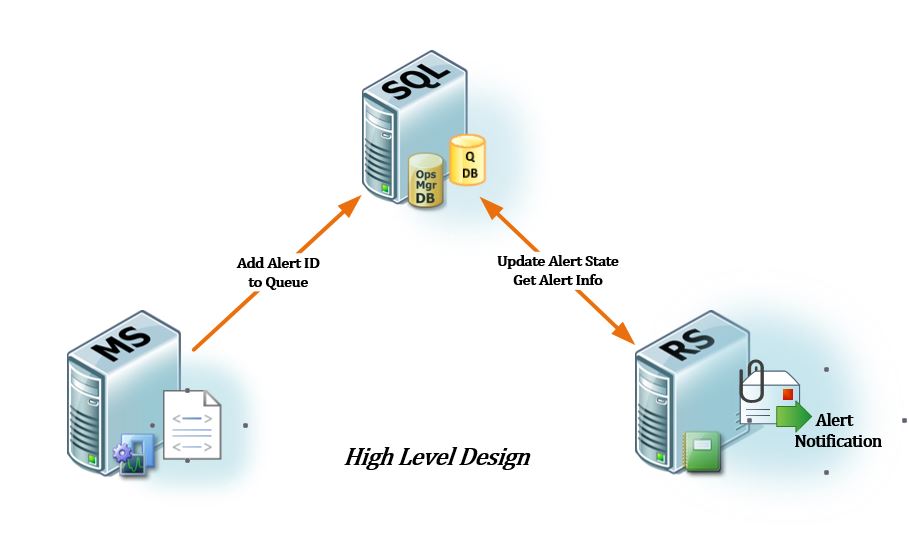 SQL
Q
DB
Ops
Mgr
DB
Add Alert ID
to Queue
Update Alert State
Get Alert Info
MS
RS
Alert
Notification
High Level Design